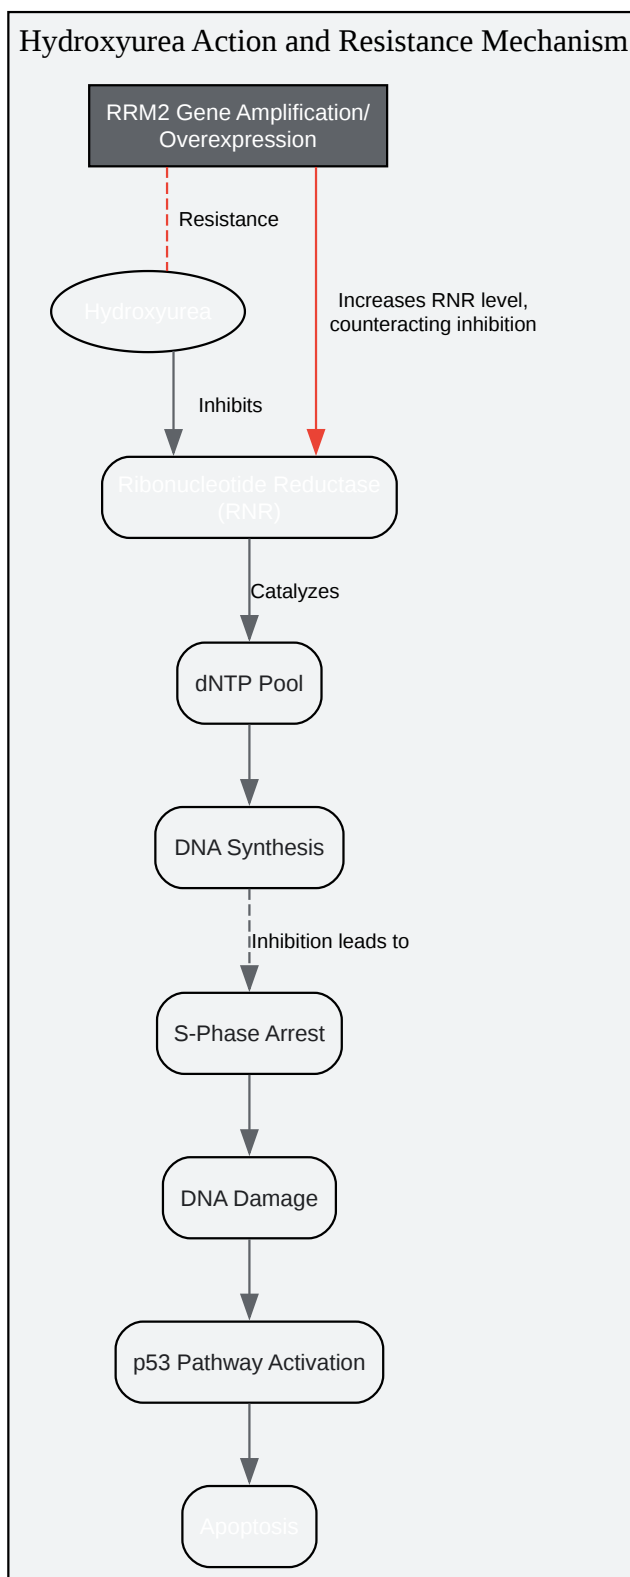 Hydroxyurea Action and Resistance Mechanism
RRM2 Gene Amplification/
Overexpression
Resistance
Hydroxyurea
Increases RNR level,
counteracting inhibition
Inhibits
Ribonucleotide Reductase
(RNR)
Catalyzes
dNTP Pool
DNA Synthesis
Inhibition leads to
S-Phase Arrest
DNA Damage
p53 Pathway Activation
Apoptosis